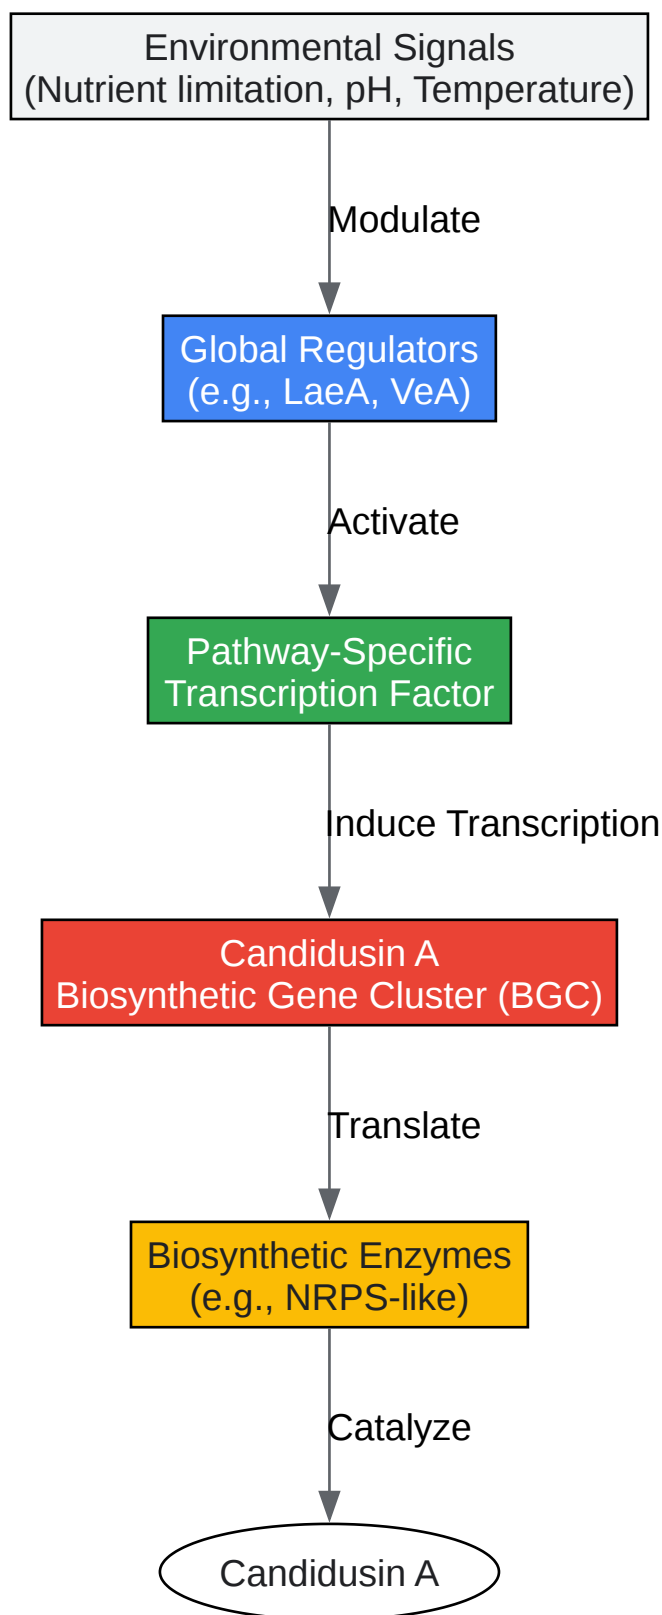 Environmental Signals
(Nutrient limitation, pH, Temperature)
Modulate
Global Regulators
(e.g., LaeA, VeA)
Activate
Pathway-Specific
Transcription Factor
Induce Transcription
Candidusin A
Biosynthetic Gene Cluster (BGC)
Translate
Biosynthetic Enzymes
(e.g., NRPS-like)
Catalyze
Candidusin A